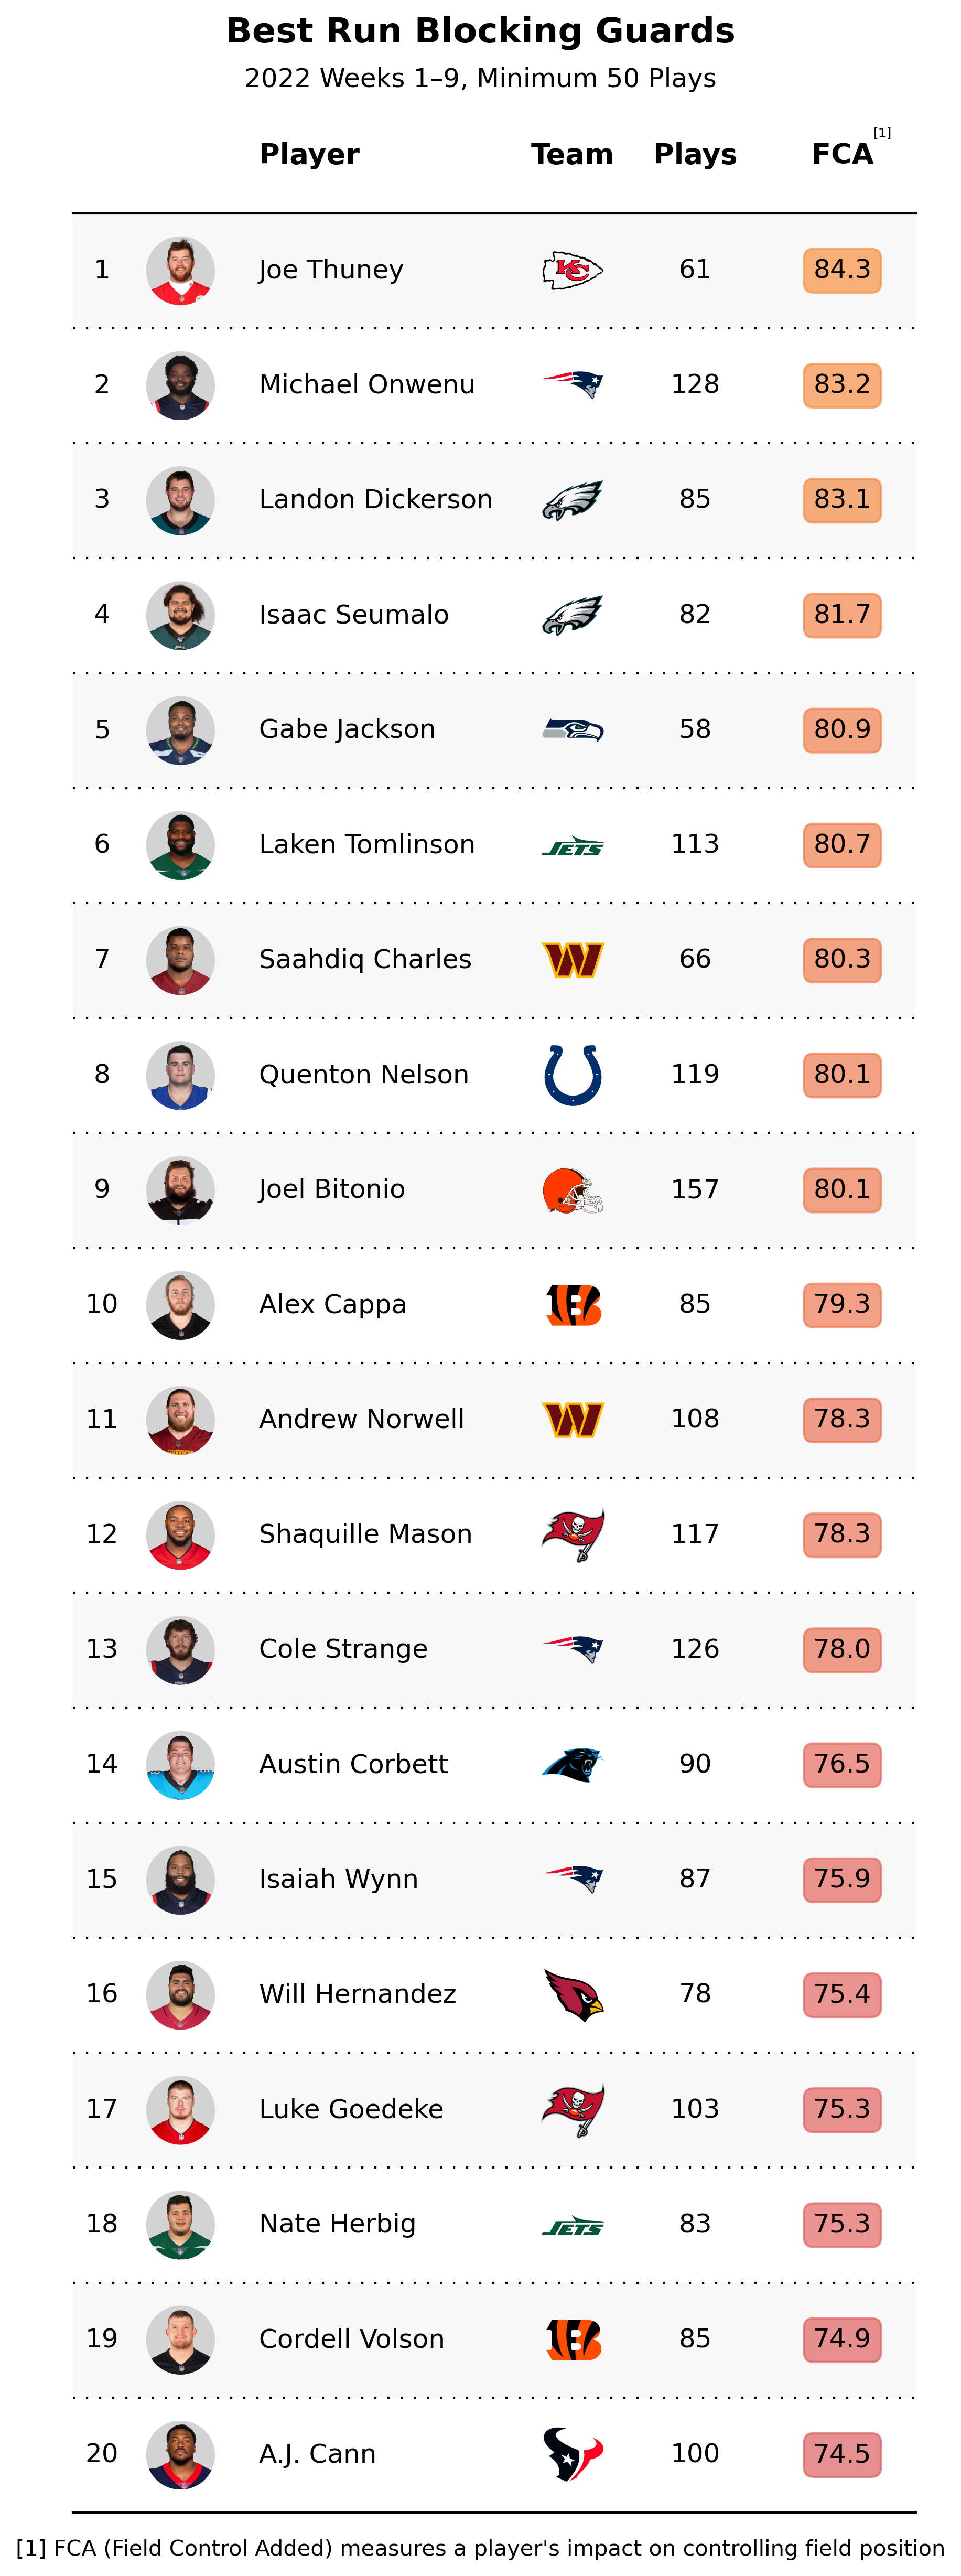 Best Run Blocking Guards
2022 Weeks 1–9, Minimum 50 Plays
Player Team Plays FCA[1]
1 Joe Thuney KC 61 84.3
2 Michael Onwenu 128 83.2
3 Landon Dickerson 85 83.1
4 Isaac Seumalo 82 81.7
5 Gabe Jackson 58 80.9
6 Laken Tomlinson JETS 113 80.7
7 Saahdiq Charles W 66 80.3
8 Quenton Nelson 119 80.1
9 Joel Bitonio 157 80.1
10 Alex Cappa B 85 79.3
11 Andrew Norwell W 108 78.3
12 Shaquille Mason 117 78.3
13 Cole Strange 126 78.0
14 Austin Corbett 90 76.5
15 Isaiah Wynn 87 75.9
16 Will Hernandez 78 75.4
17 Luke Goedeke 103 75.3
18 Nate Herbig JETS 83 75.3
19 Cordell Volson B 85 74.9
20 A.J. Cann 100 74.5
[1] FCA (Field Control Added) measures a player's impact on controlling field position